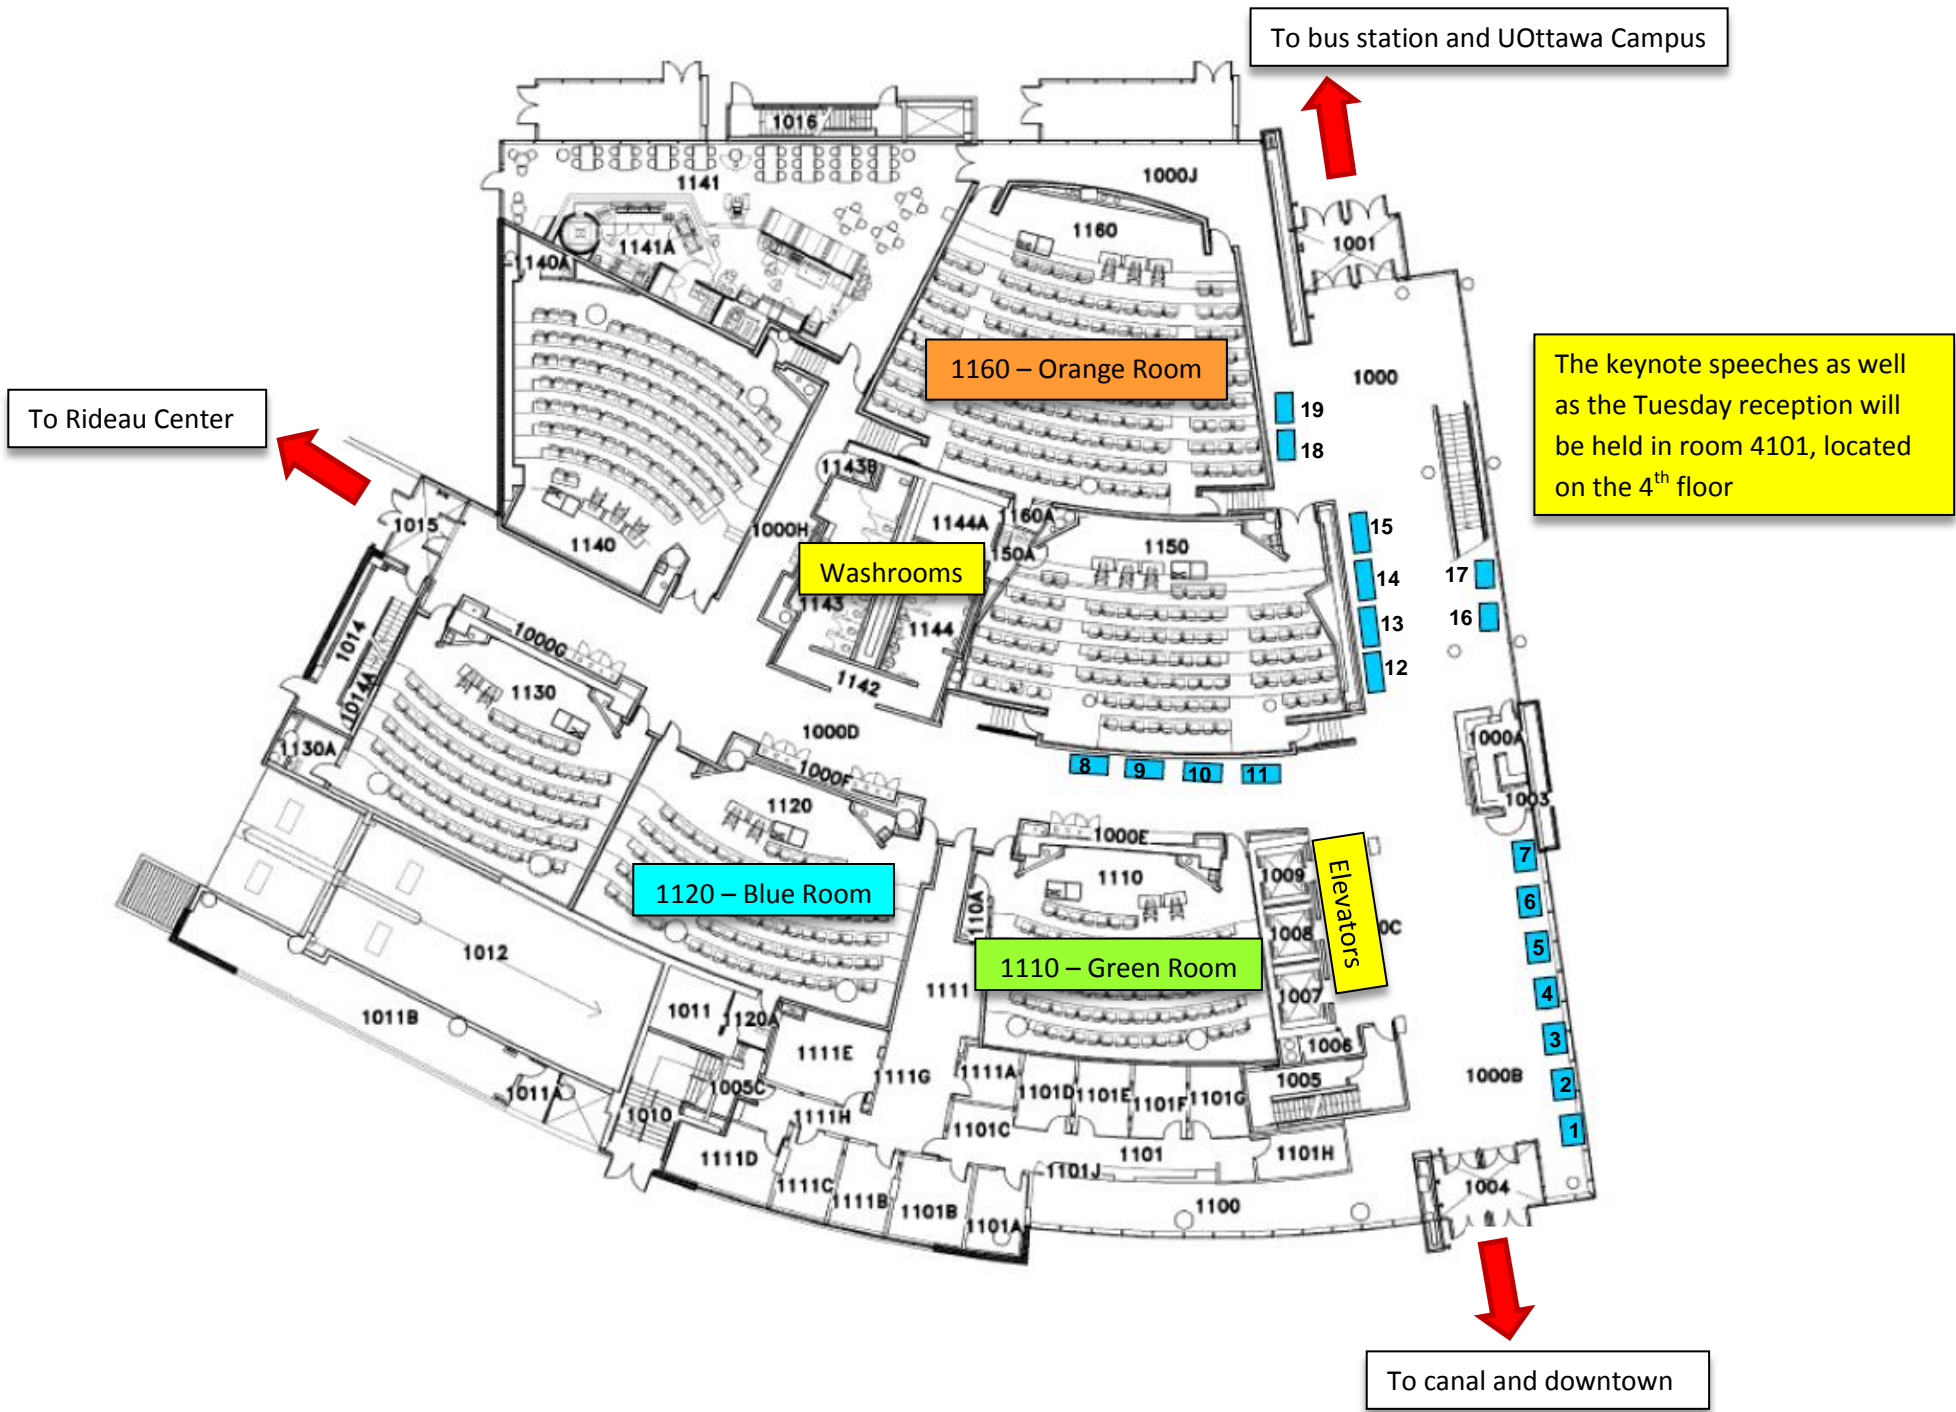 To bus station and UOttawa Campus
1016
1141
1000J
1160
1141A
1140A
1001
1160 – Orange Room
1000
The keynote speeches as well
as the Tuesday reception will
be held in room 4101, located
on the 4th floor
To Rideau Center
19
18
1143B
1015
1000H
1144A
1160A
1140
150A
1150
15
14
17
Washrooms
1143
1144
13
16
12
1014
1000G
1014A
1130
1142
1130A
1000D
1000F
1000A
8
9
10
11
1003
1120
1000E
7
1120 – Blue Room
1110
1009
Elevators
6
110A
1008
0C
5
1012
1110 – Green Room
4
1111
1007
1011
1120A
1011B
3
1111E
1006
1111G
1111A
1005
1000B
2
1011A
1005C
1101D
1101E
1101F
1101G
1010
1111H
1101C
1
1111D
1101
1101H
1101J
1111C
1111B
1101B
1101A
1100
1004
To canal and downtown